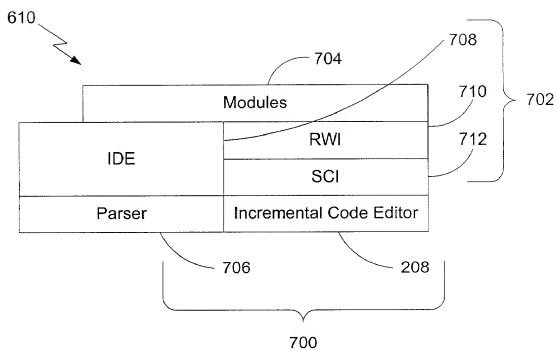 610
704
708
Modules
710
702
IDE
RWI
712
SCI
Parser
Incremental Code Editor
706
208
700